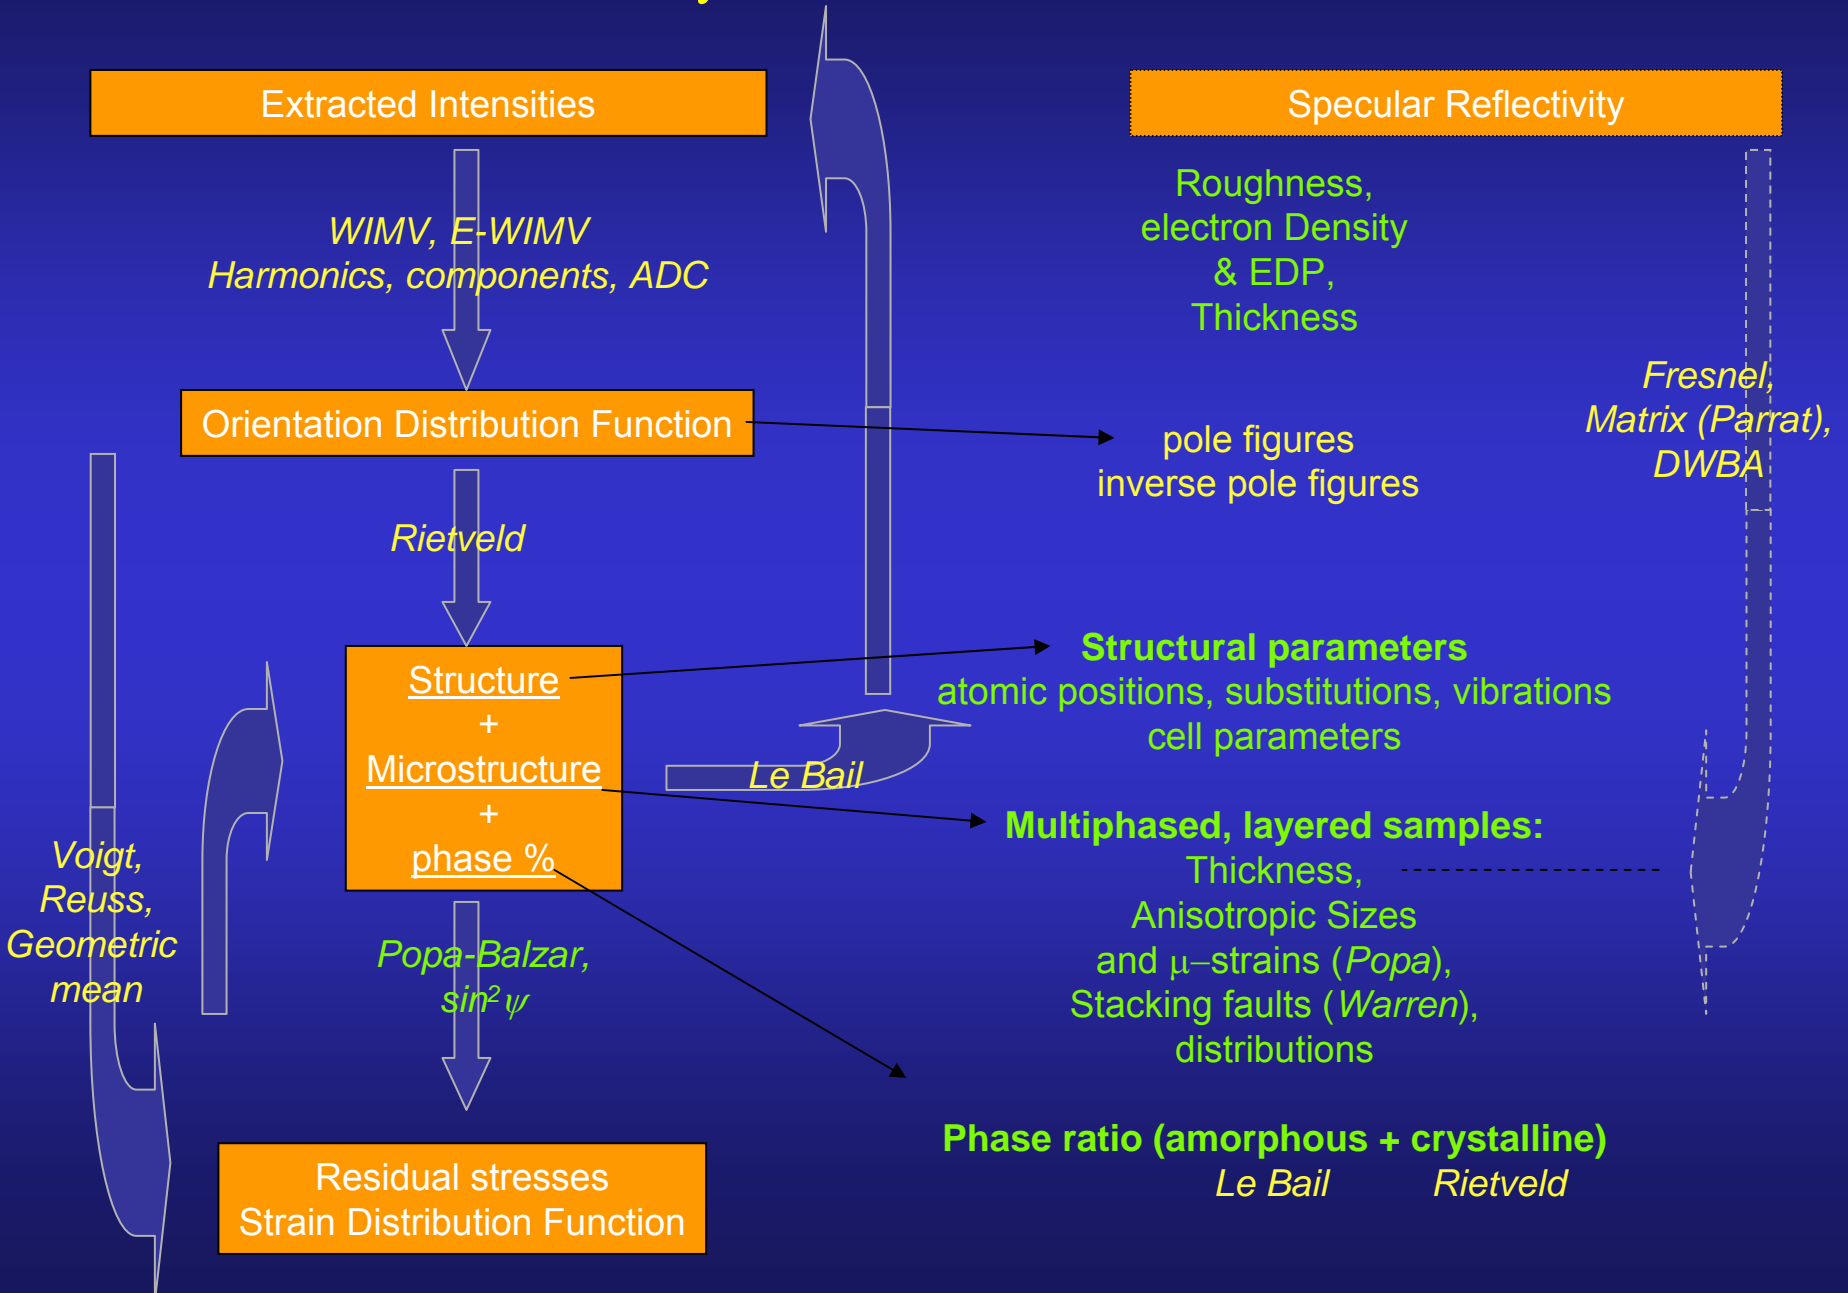 Extracted Intensities
Specular Reflectivity
WIMV, E-WIMV
Harmonics, components, ADC
Roughness,
electron Density
& EDP,
Thickness
Fresnel,
Matrix (Parrat),
DWBA
Orientation Distribution Function
pole figures
inverse pole figures
Rietveld
Structure
+
Microstructure
+
phase %
Structural parameters
atomic positions, substitutions, vibrations
cell parameters
Le Bail
Multiphased, layered samples:
Thickness,
Anisotropic Sizes
and μ–strains (Popa),
Stacking faults (Warren),
distributions
Voigt,
Reuss,
Geometric
mean
Popa-Balzar,
sin²ψ
Phase ratio (amorphous + crystalline)
Le Bail Rietveld
Residual stresses
Strain Distribution Function